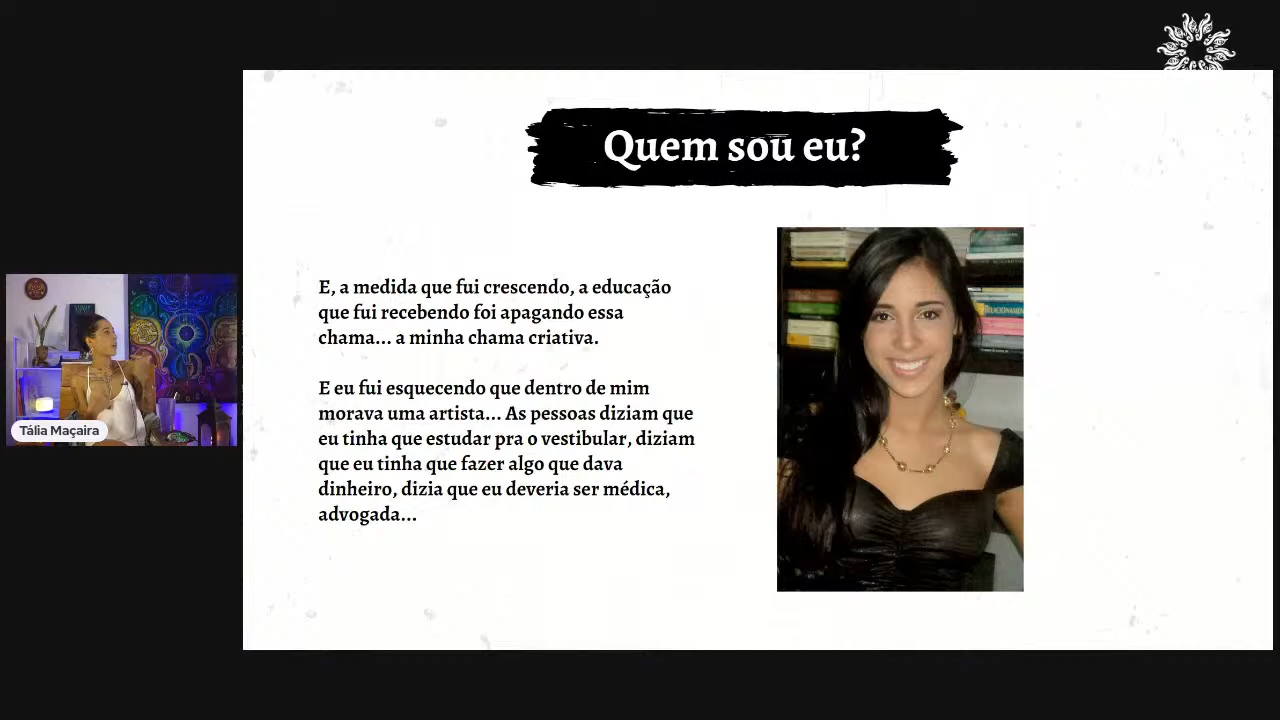 Quem sou eu?
E, a medida que fui crescendo, a educação
que fui recebendo foi apagando essa
chama... a minha chama criativa.
E eu fui esquecendo que dentro de mim
morava uma artista... As pessoas diziam que
eu tinha que estudar pra o vestibular, diziam
que eu tinha que fazer algo que dava
dinheiro, dizia que eu deveria ser médica,
advogada...
Tália Maçaira